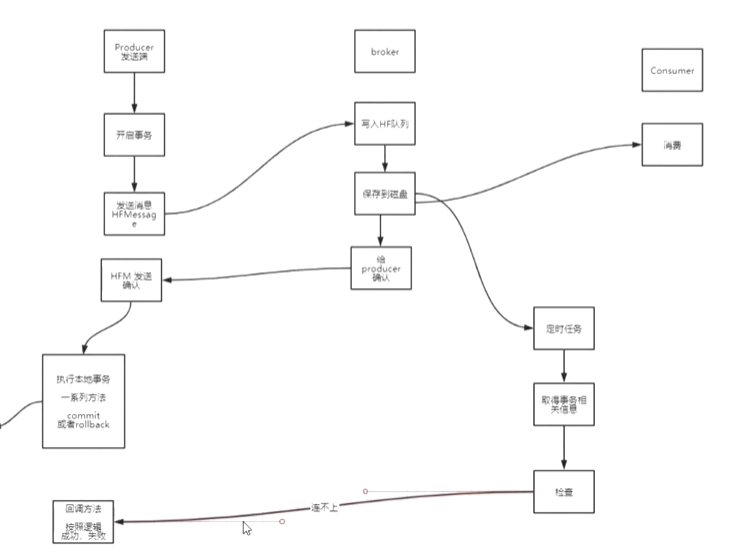 Producer
发送端
broker
Consumer
开启事务
写入HF队列
消费
发送消息
HFMessag
e
保存到磁盘
HFM 发送
确认
给
producer
确认
定时任务
执行本地事务
一系列方法
commit
或者rollback
取得事务相
关信息
检查
连不上
回调方法
按照逻辑
成功、失败